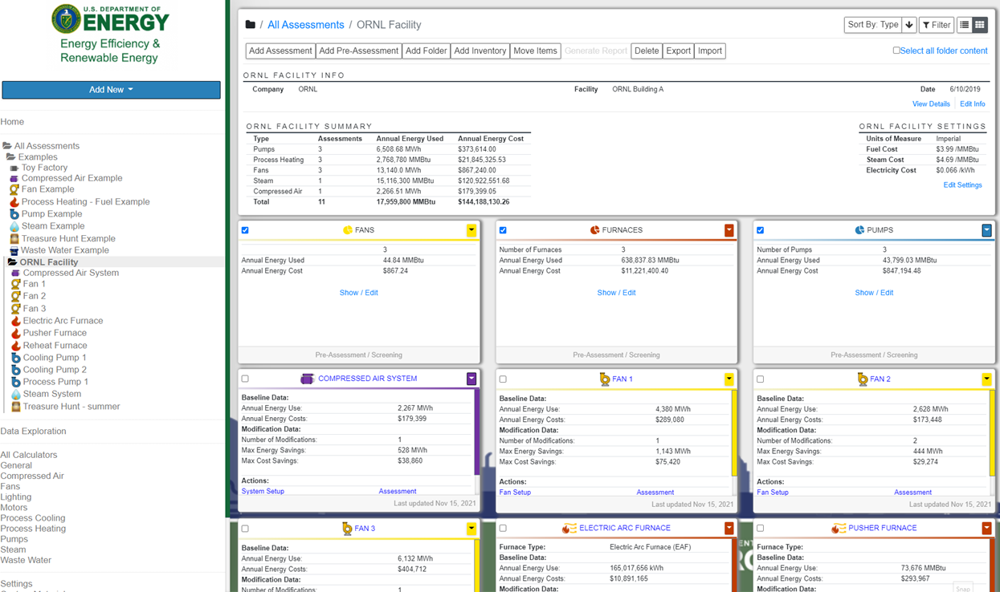 U.S. DEPARTMENT OF
ENERGY
Energy Efficiency &
Renewable Energy
Add New
Home
All Assessments
Examples
Toy Factory
Compressed Air Example
Fan Example
Process Heating - Fuel Example
Pump Example
Steam Example
Treasure Hunt Example
Waste Water Example
ORNL Facility
Compressed Air System
Fan 1
Fan 2
Fan 3
Electric Arc Furnace
Pusher Furnace
Reheat Furnace
Cooling Pump 1
Cooling Pump 2
Process Pump 1
Steam System
Treasure Hunt - summer
Data Exploration
All Calculators
General
Compressed Air
Fans
Lighting
Motors
Process Cooling
Process Heating
Pumps
Steam
Waste Water
Settings
/ All Assessments / ORNL Facility
Sort By: Type Filter
Add Assessment Add Pre-Assessment Add Folder Add Inventory Move Items Generate Report Delete Export Import
Select all folder content
ORNL FACILITY INFO
Company ORNL Facility ORNL Building A Date 6/10/2019
View Details Edit Info
ORNL FACILITY SUMMARY
Type Assessments Annual Energy Used Annual Energy Cost
Pumps 3 6,508.68 MWh $373,614.00
Process Heating 3 2,768,780 MMBtu $21,845,325.53
Fans 3 13,140.0 MWh $867,240.00
Steam 1 15,116,300 MMBtu $120,922,551.68
Compressed Air 1 2,266.51 MWh $179,399.05
Total 11 17,959,800 MMBtu $144,188,130.26
ORNL FACILITY SETTINGS
Units of Measure Imperial
Fuel Cost $3.99 /MMBtu
Steam Cost $4.69 /MMBtu
Electricity Cost $0.066 /kWh
Edit Settings
FANS
3
Annual Energy Used 44.84 MMBtu
Annual Energy Cost $867.24
Show / Edit
Pre-Assessment / Screening
FURNACES
Number of Furnaces 3
Annual Energy Used 638,837.83 MMBtu
Annual Energy Cost $11,221,400.40
Show / Edit
Pre-Assessment / Screening
PUMPS
Number of Pumps 3
Annual Energy Used 43,799.03 MMBtu
Annual Energy Cost $847,194.48
Show / Edit
Pre-Assessment / Screening
COMPRESSED AIR SYSTEM
Baseline Data:
Annual Energy Use: 2,267 MWh
Annual Energy Costs: $179,399
Modification Data:
Number of Modifications: 1
Max Energy Savings: 528 MWh
Max Cost Savings: $38,860
Actions:
System Setup Assessment
Last updated Nov 15, 2021
FAN 1
Baseline Data:
Annual Energy Use: 4,380 MWh
Annual Energy Costs: $289,080
Modification Data:
Number of Modifications: 1
Max Energy Savings: 1,143 MWh
Max Cost Savings: $75,420
Actions:
Fan Setup Assessment
Last updated Nov 15, 2021
FAN 2
Baseline Data:
Annual Energy Use: 2,628 MWh
Annual Energy Costs: $173,448
Modification Data:
Number of Modifications: 2
Max Energy Savings: 444 MWh
Max Cost Savings: $29,274
Actions:
Fan Setup Assessment
Last updated Nov 15, 2021
FAN 3
Baseline Data:
Annual Energy Use: 6,132 MWh
Annual Energy Costs: $404,712
Modification Data:
Number of Modifications: 1
ELECTRIC ARC FURNACE
Furnace Type: Electric Arc Furnace (EAF)
Baseline Data:
Annual Energy Use: 165,017,656 kWh
Annual Energy Costs: $10,891,165
Modification Data:
PUSHER FURNACE
Furnace Type:
Baseline Data:
Annual Energy Use: 73,676 MMBtu
Annual Energy Costs: $293,967
Modification Data:
Snap